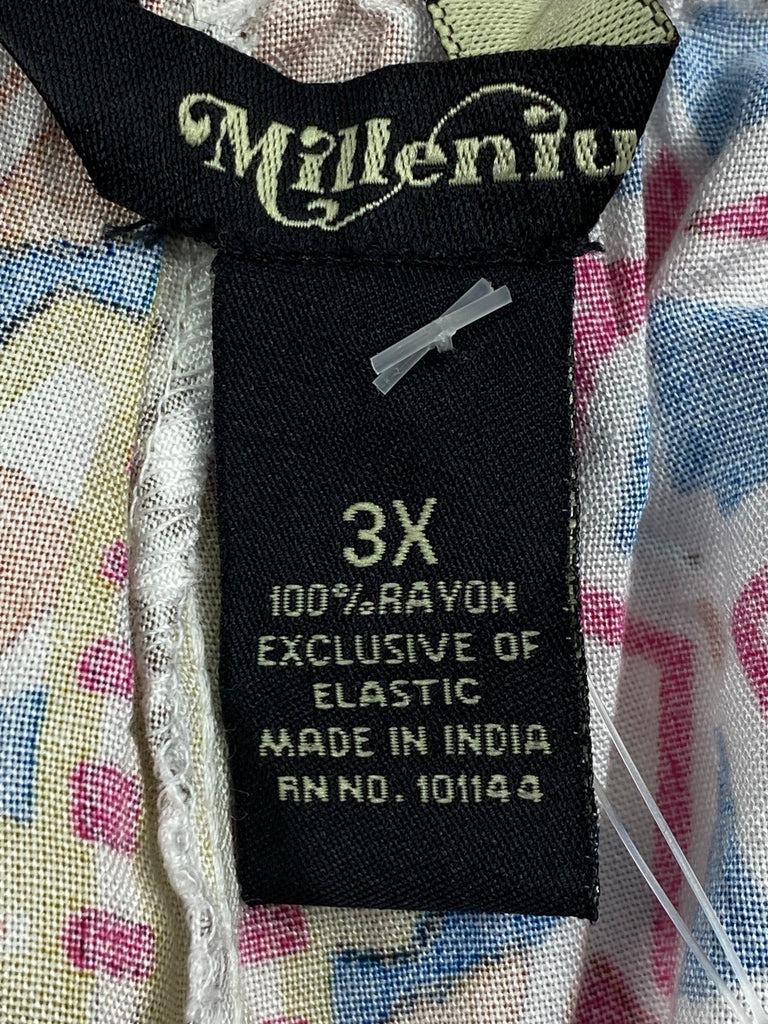 Milleniu
3X
100% RAYON
EXCLUSIVE OF
ELASTIC
MADE IN INDIA
RN NO. 101144